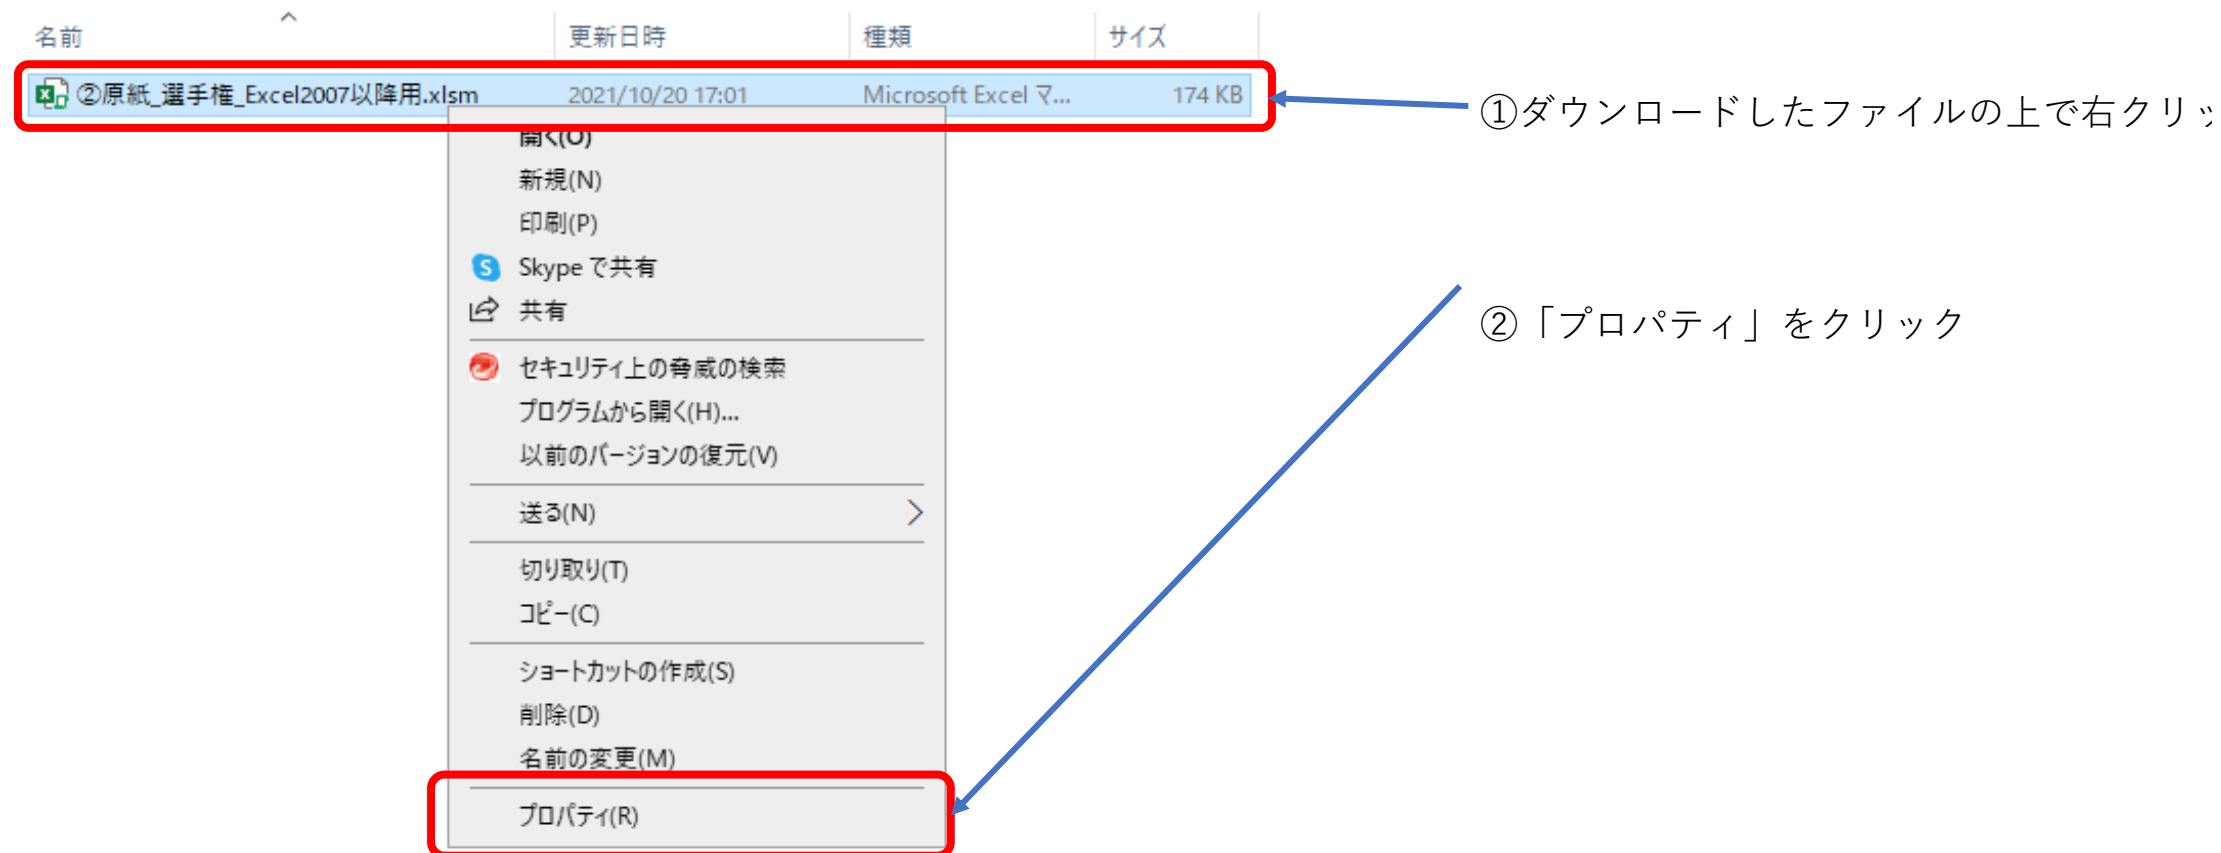 名前 更新日時 種類 サイズ
②原紙_選手権_Excel2007以降用.xlsm 2021/10/20 17:01 Microsoft Excel マ... 174 KB
①ダウンロードしたファイルの上で右クリッ
開く(O)
新規(N)
印刷(P)
Skype で共有
共有
②「プロパティ」をクリック
セキュリティ上の脅威の検索
プログラムから開く(H)...
以前のバージョンの復元(V)
送る(N)
切り取り(T)
コピー(C)
ショートカットの作成(S)
削除(D)
名前の変更(M)
プロパティ(R)